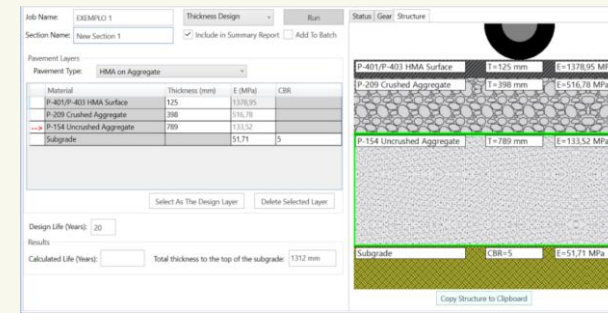 Job Name: EXEMPLO 1 Thickness Design Run
Section Name: New Section 1 Include in Summary Report Add To Batch
Pavement Layers
Pavement Type: HMA on Aggregate
Material Thickness (mm) E (MPa) CBR
P-401/P-403 HMA Surface 125 1378,95
P-209 Crushed Aggregate 398 516,78
--> P-154 Uncrushed Aggregate 789 133,52
Subgrade 51,71 5
Select As The Design Layer Delete Selected Layer
Design Life (Years): 20
Results
Calculated Life (Years): Total thickness to the top of the subgrade: 1312 mm
Status Gear Structure
P-401/P-403 HMA Surface T=125 mm E=1378,95 MP
P-209 Crushed Aggregate T=398 mm E=516,78 MPa
P-154 Uncrushed Aggregate T=789 mm E=133,52 MPa
Subgrade CBR=5 E=51,71 MPa
Copy Structure to Clipboard